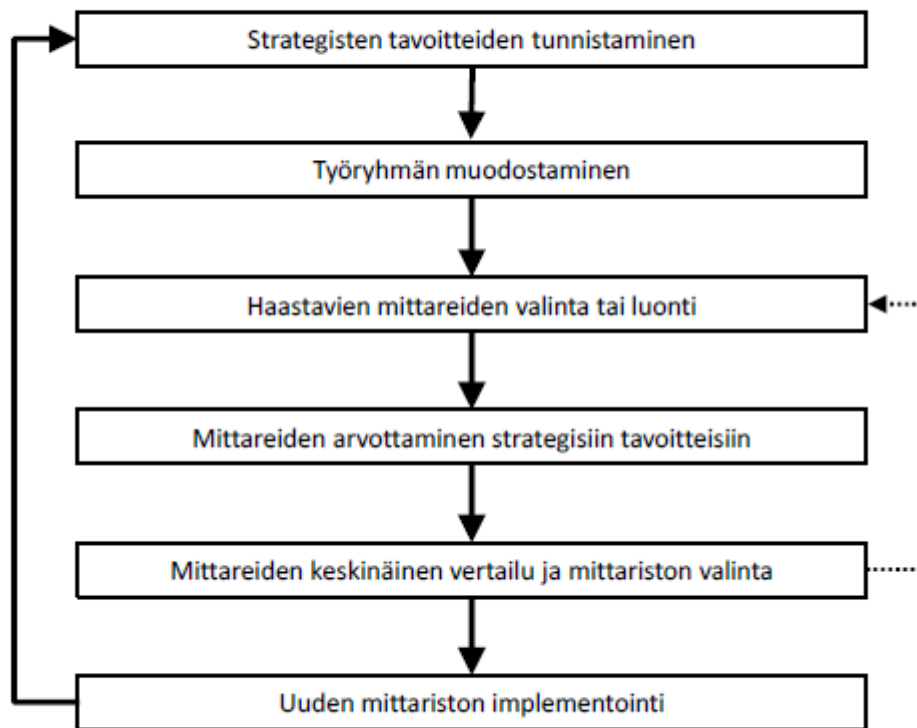 Strategisten tavoitteiden tunnistaminen
Työryhmän muodostaminen
Haastavien mittareiden valinta tai luonti
Mittareiden arvottaminen strategisiin tavoitteisiin
Mittareiden keskinäinen vertailu ja mittariston valinta
Uuden mittariston implementointi